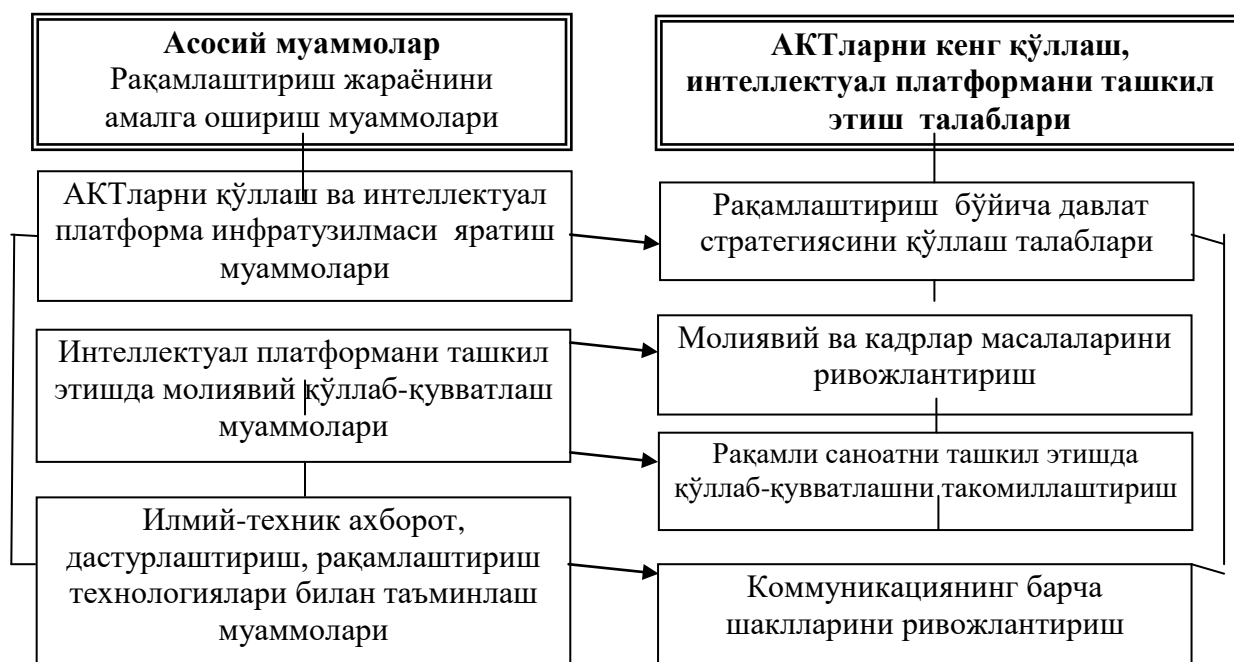 Асосий муаммолар
Рақамлаштириш жараёнини
амалга ошириш муаммолари
АКТларни қўллаш ва интеллектуал
платформа инфратузилмаси яратиш
муаммолари
Интеллектуал платформани ташкил
этишда молиявий қўллаб-қувватлаш
муаммолари
Илмий-техник ахборот,
дастурлаштириш, рақамлаштириш
технологиялари билан таъминлаш
муаммолари
АКТларни кенг қўллаш,
интеллектуал платформани ташкил
этиш талаблари
Рақамлаштириш бўйича давлат
стратегиясини қўллаш талаблари
Молиявий ва кадрлар масалаларини
ривожлантириш
Рақамли саноатни ташкил этишда
қўллаб-қувватлашни такомиллаштириш
Коммуникациянинг барча
шаклларини ривожлантириш